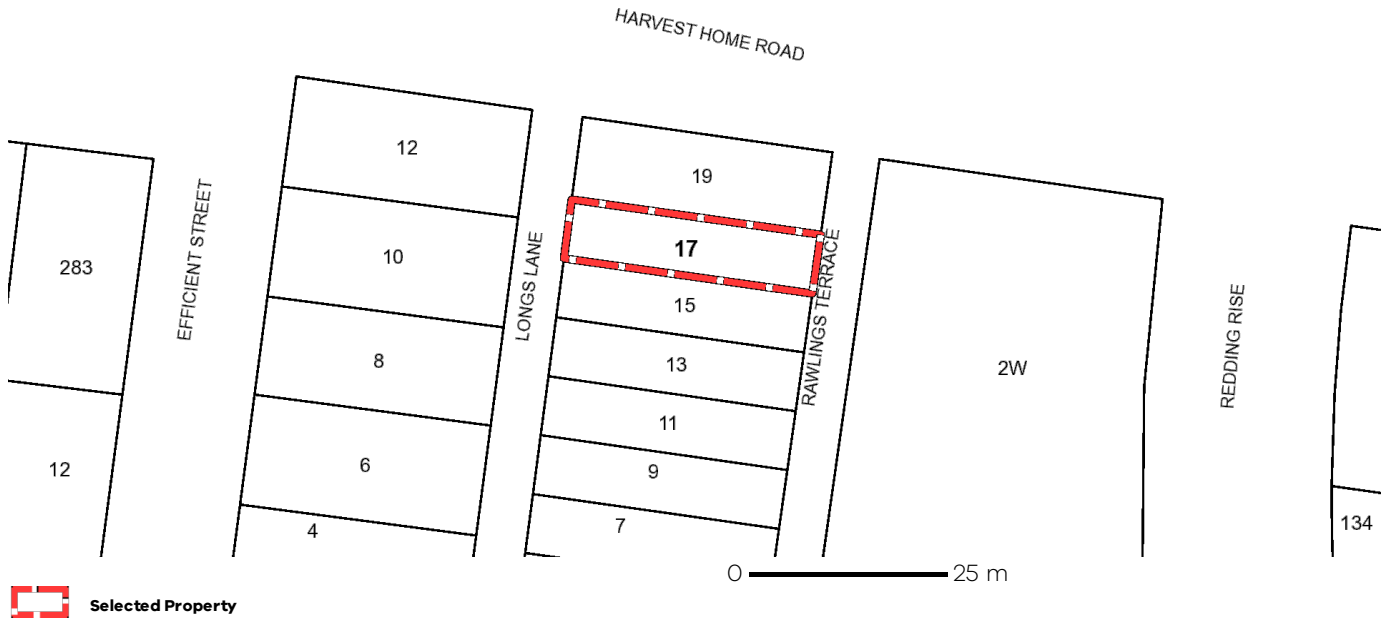 HARVEST HOME ROAD
12
19
283
EFFICIENT STREET
10
LONGS LANE
17
RAWLINGS TERRACE
15
8
13
2W
REDDING RISE
11
12
6
9
4
7
134
0 25 m
Selected Property